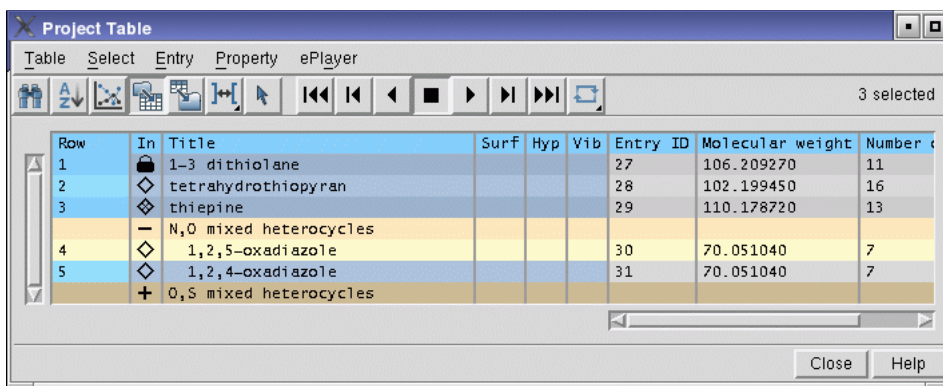 Project Table
Table Select Entry Property ePlayer
A Z 3 selected
Row In Title Surf Hyp Vib Entry ID Molecular weight Number
1 1-3 dithiolane 27 106.209270 11
2 tetrahydrothiopyran 28 102.199450 16
3 thiepine 29 110.178720 13
N,O mixed heterocycles
4 1,2,5-oxadiazole 30 70.051040 7
5 1,2,4-oxadiazole 31 70.051040 7
O,S mixed heterocycles
Close Help